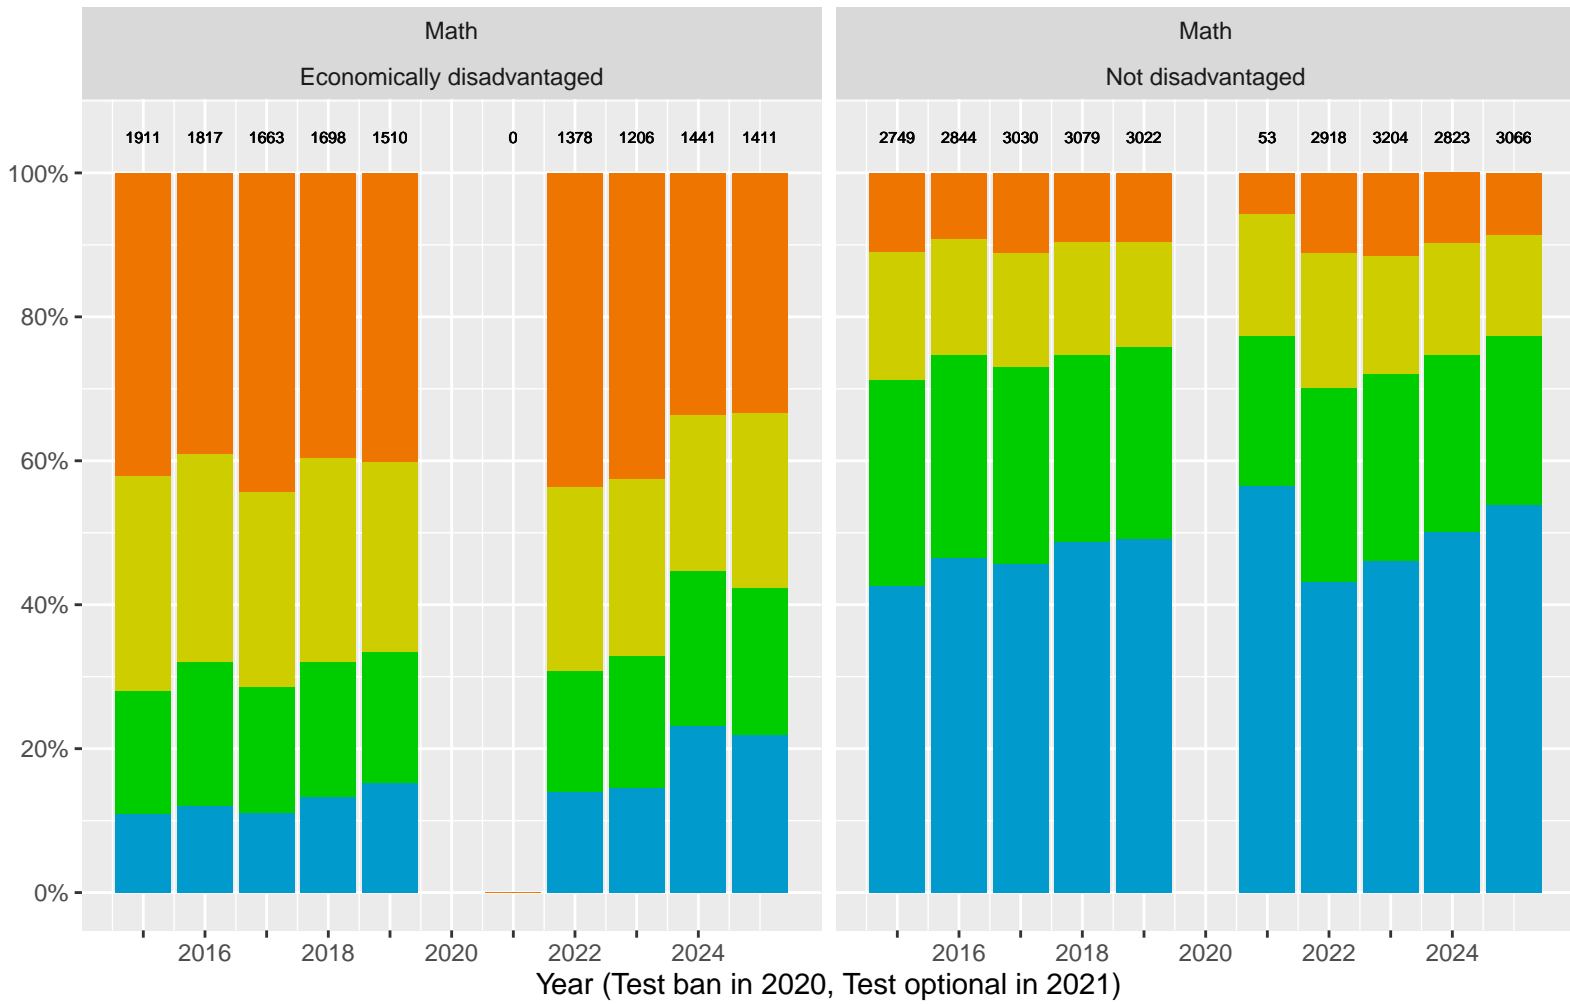 Math
Economically disadvantaged
Math
Not disadvantaged
1911 1817 1663 1698 1510 0 1378 1206 1441 1411
2749 2844 3030 3079 3022 53 2918 3204 2823 3066
100%
80%
60%
40%
20%
0%
2016 2018 2020 2022 2024
2016 2018 2020 2022 2024
Year (Test ban in 2020, Test optional in 2021)